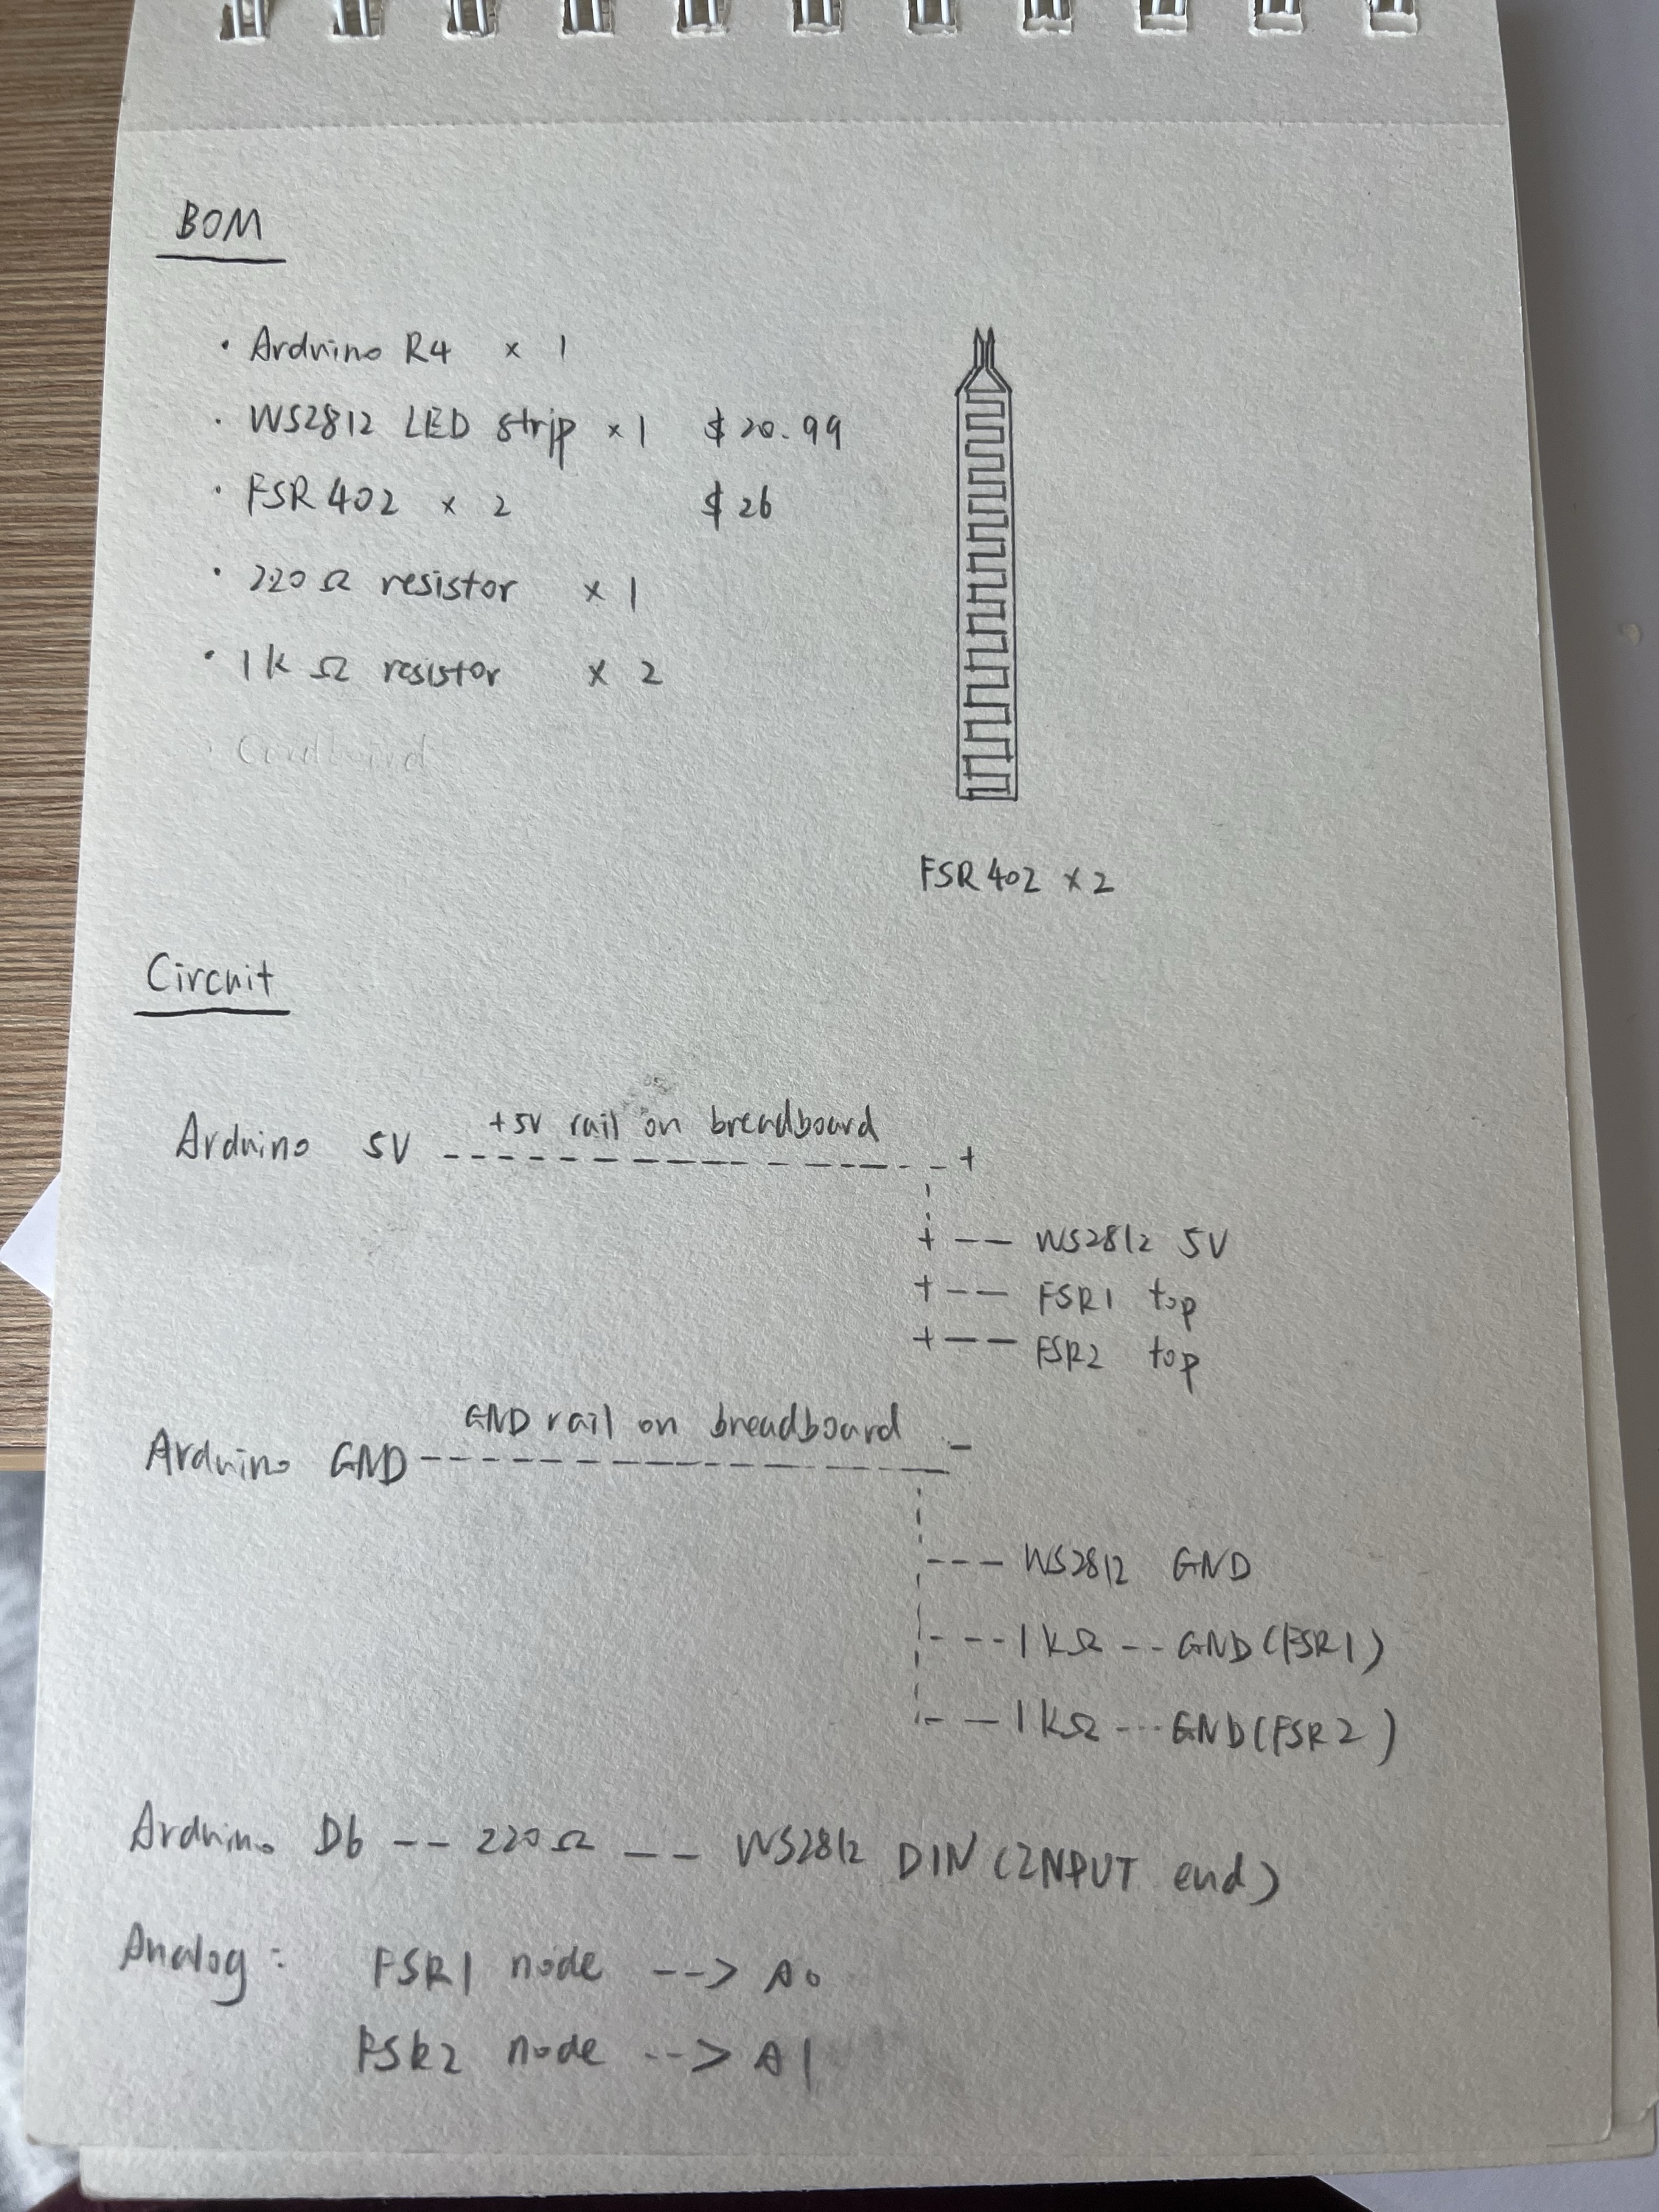 BOM
· Arduino R4 × 1
· WS2812 LED strip × 1 $20.99
· FSR 402 × 2 $26
· 220 Ω resistor × 1
· 1k Ω resistor × 2
FSR 402 × 2
Circuit
+5V rail on breadboard
Arduino 5V ------------ +
+ -- WS2812 5V
+ -- FSR1 top
+ -- FSR2 top
GND rail on breadboard
Arduino GND ------------ -
--- WS2812 GND
--- 1kΩ -- GND (FSR1)
-- 1kΩ --- GND (FSR2)
Arduino D6 -- 220Ω -- WS2812 DIN (INPUT end)
Analog: FSR1 node --> A0
FSR2 node --> A1